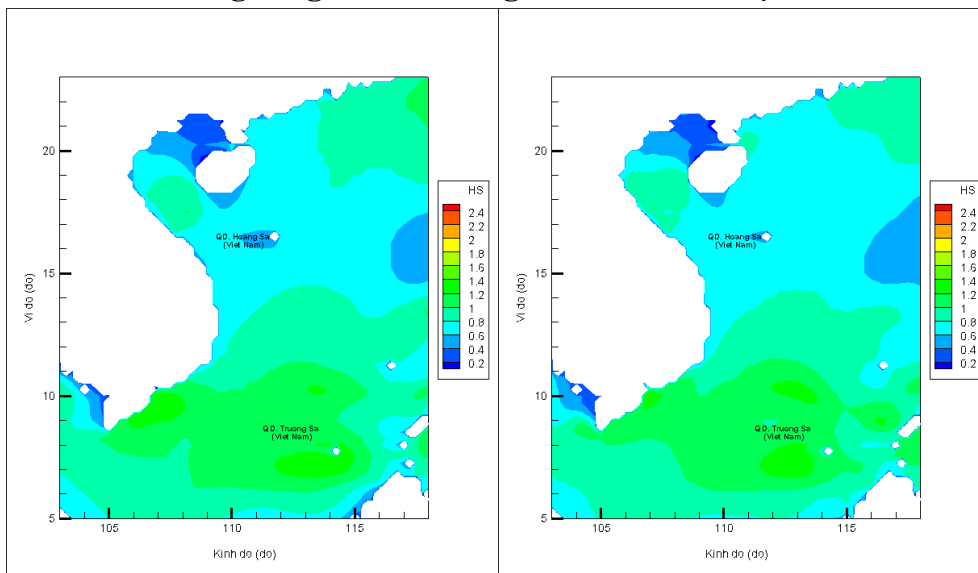 HS
2.4
2.2
2
1.8
1.6
1.4
1.2
1
0.8
0.6
0.4
0.2
QD. Hoang Sa
(Viet Nam)
QD. Truong Sa
(Viet Nam)
Vi do (do)
20
15
10
5
105
110
115
Kinh do (do)
HS
2.4
2.2
2
1.8
1.6
1.4
1.2
1
0.8
0.6
0.4
0.2
QD. Hoang Sa
(Viet Nam)
QD. Truong Sa
(Viet Nam)
Vi do (do)
20
15
10
5
105
110
115
Kinh do (do)